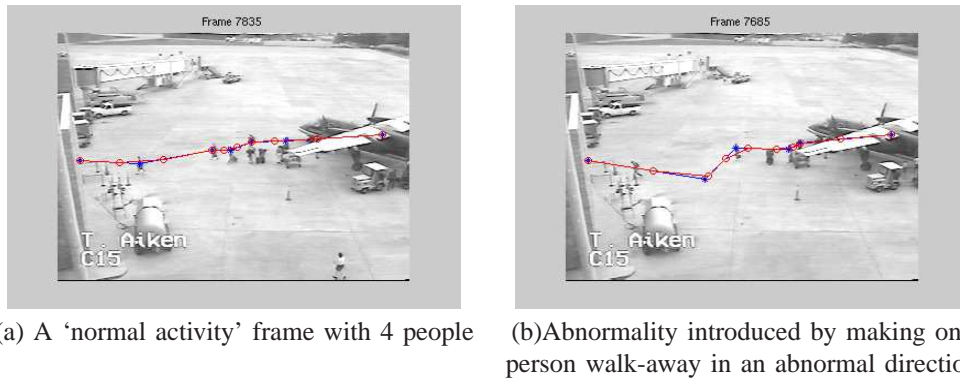 Frame 7835
Frame 7685
T. Aiken
C15
T. Aiken
C15
(a) A ‘normal activity’ frame with 4 people
(b)Abnormality introduced by making on
person walk-away in an abnormal directio